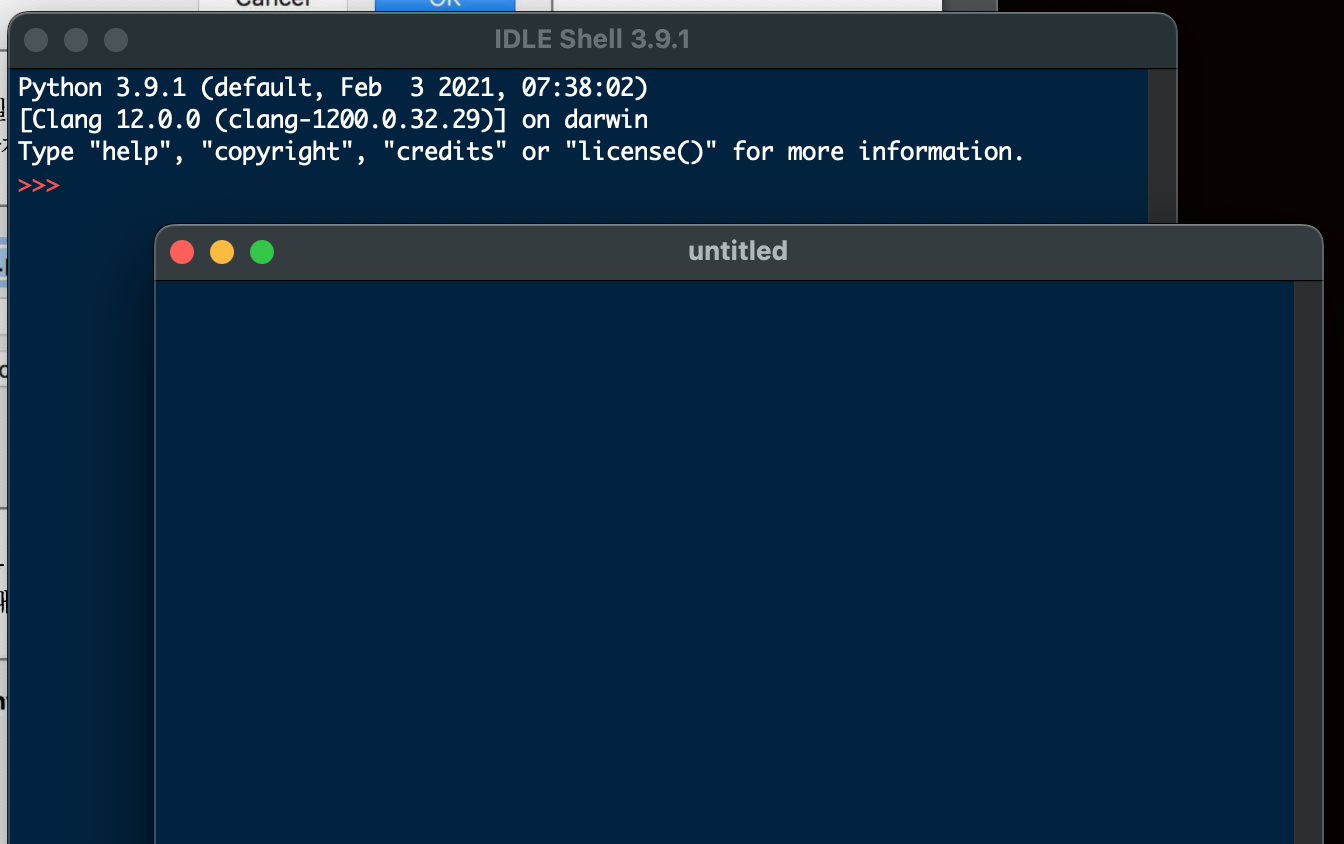 Cancel
OK
IDLE Shell 3.9.1
Python 3.9.1 (default, Feb  3 2021, 07:38:02)
[Clang 12.0.0 (clang-1200.0.32.29)] on darwin
Type "help", "copyright", "credits" or "license()" for more information.
>>>
untitled